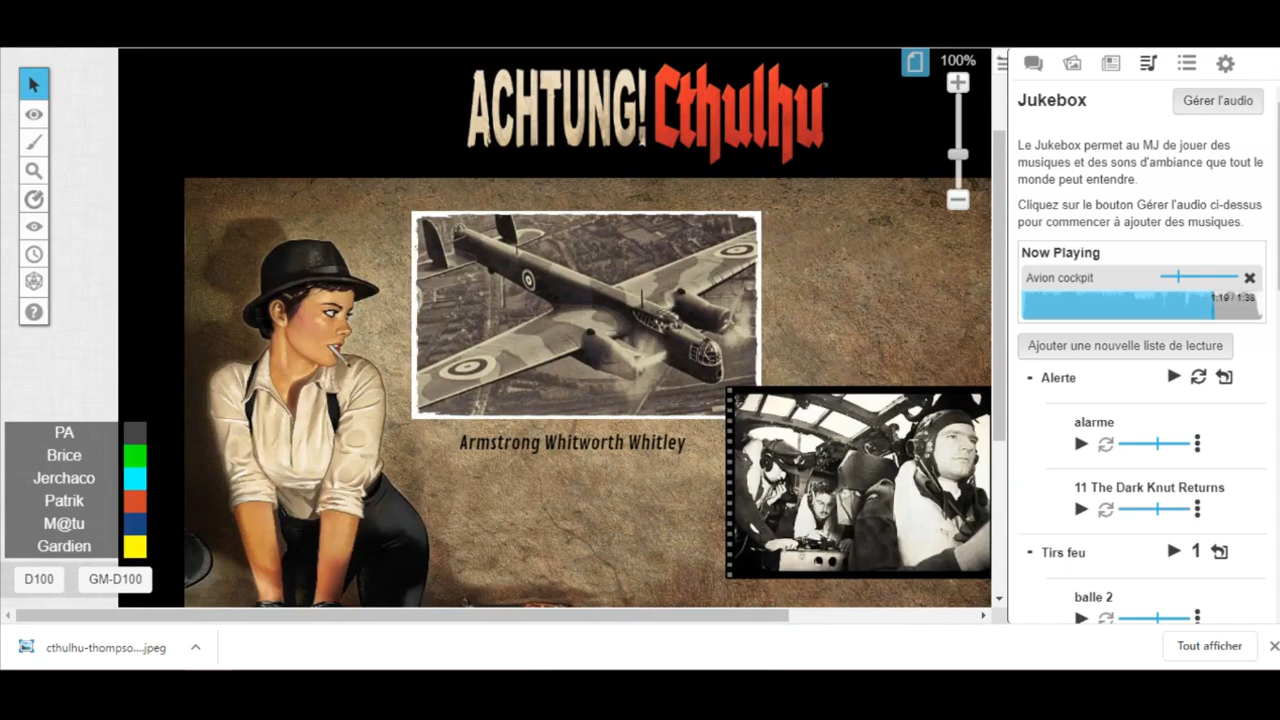 ACHTUNG! Cthulhu
100%
Jukebox
Gérer l'audio
Le Jukebox permet au MJ de jouer des
musiques et des sons d'ambiance que tout le
monde peut entendre.
Cliquez sur le bouton Gérer l'audio ci-dessus
pour commencer à ajouter des musiques.
Now Playing
Avion cockpit
1:19 / 1:38
Ajouter une nouvelle liste de lecture
Alerte
alarme
11 The Dark Knut Returns
Tirs feu
1
balle 2
Armstrong Whitworth Whitley
PA
Brice
Jerchaco
Patrik
M@tu
Gardien
D100
GM-D100
cthulhu-thompso....jpeg
Tout afficher